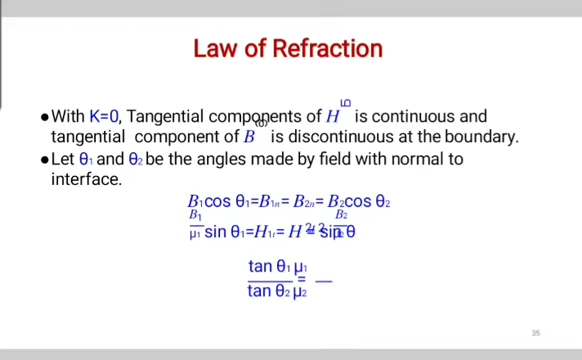 Law of Refraction
●With K=0, Tangential components of H is continuous and
tangential component of B is discontinuous at the boundary.
●Let θ1 and θ2 be the angles made by field with normal to
interface.
B1cos θ1=B1n= B2n= B2cos θ2
B1 B2
μ1 sin θ1=H1t= H2t= sin θ
tan θ1 μ1
=
tan θ2 μ2
35